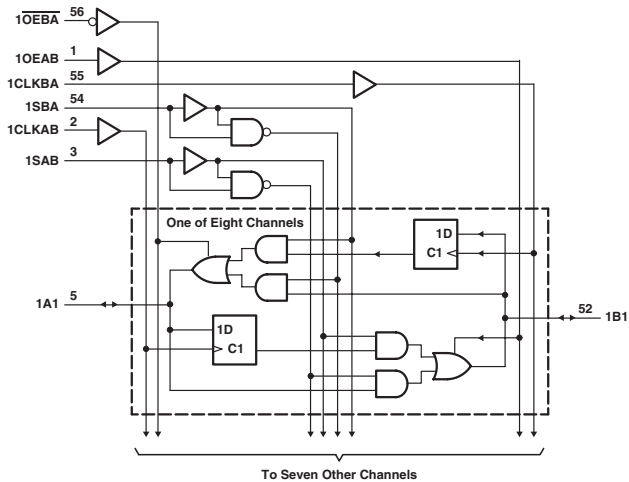 1OEBA 56
1OEAB 1
1CLKBA 55
1SBA 54
1CLKAB 2
1SAB 3
One of Eight Channels
1D
C1
1A1 5
52 1B1
1D
C1
To Seven Other Channels